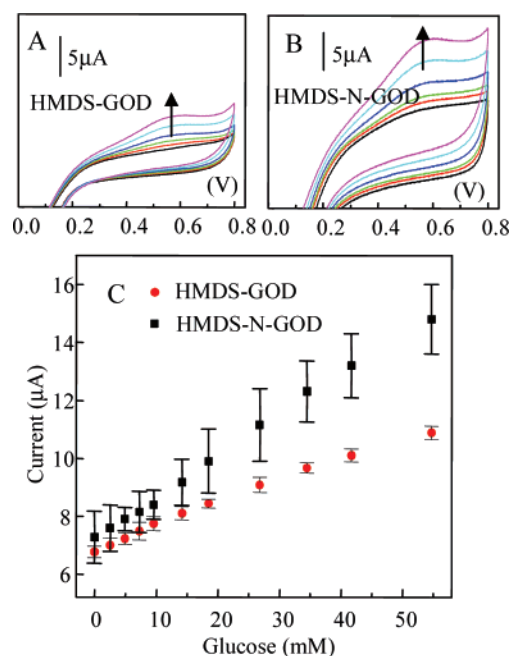 A
5μA
HMDS-GOD
(V)
0.0 0.2 0.4 0.6 0.8
B
5μA
HMDS-N-GOD
(V)
0.0 0.2 0.4 0.6 0.8
C
HMDS-GOD
HMDS-N-GOD
16
14
12
10
8
6
Current (μA)
0 10 20 30 40 50
Glucose (mM)